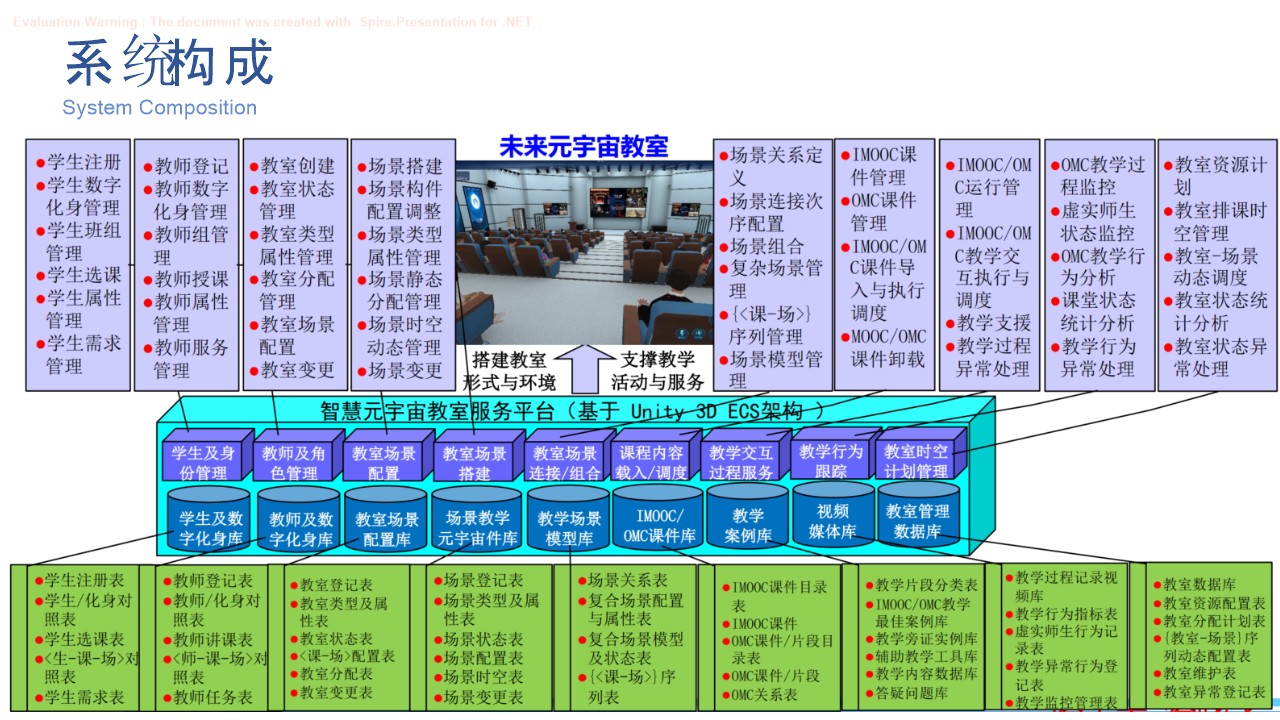 Evaluation Warning : The document was created with Spire.Presentation for .NET
系统构成
System Composition
●学生注册
●学生数字
化身管理
●学生班组
管理
●学生选课
●学生属性
管理
●学生需求
管理
●教师登记
●教师数字
化身管理
●教师组管
理
●教师授课
●教师属性
管理
●教师服务
管理
●教室创建
●教室状态
管理
●教室类型
属性管理
●教室分配
管理
●教室场景
配置
●教室变更
●场景搭建
●场景构件
配置调整
●场景类型
属性管理
●场景静态
分配管理
●场景时空
动态管理
●场景变更
未来元宇宙教室
搭建教室
形式与环境
支撑教学
活动与服务
●场景关系定
义
●场景连接次
序配置
●场景组合
●复杂场景管
理
●{<课-场>}
序列管理
●场景模型管
理
●IMOOC课
件管理
●OMC课件
管理
●IMOOC/OM
C课件导
入与执行
调度
●MOOC/OMC
课件卸载
●IMOOC/OM
C运行管
理
●IMOOC/OM
C教学交
互执行与
调度
●教学支援
●教学过程
异常处理
●OMC教学过
程监控
●虚实师生
状态监控
●OMC教学行
为分析
●课堂状态
统计分析
●教学行为
异常处理
●教室资源计
划
●教室排课时
空管理
●教室-场景
动态调度
●教室状态统
计分析
●教室状态异
常处理
智慧元宇宙教室服务平台（基于 Unity 3D ECS架构 ）
学生及身
份管理
教师及角
色管理
教室场景
配置
教室场景
搭建
教室场景
连接/组合
课程内容
载入/调度
教学交互
过程服务
教学行为
跟踪
教室时空
计划管理
学生及数
字化身库
教师及数
字化身库
教室场景
配置库
场景教学
元宇宙件库
教学场景
模型库
IMOOC/
OMC课件库
教学
案例库
视频
媒体库
教室管理
数据库
●学生注册表
●学生/化身对
照表
●学生选课表
●<生-课-场>对
照表
●学生需求表
●教师登记表
●教师/化身对
照表
●教师讲课表
●<师-课-场>对
照表
●教师任务表
●教室登记表
●教室类型及属
性表
●教室状态表
●<课-场>配置表
●教室分配表
●教室变更表
●场景登记表
●场景类型及属
性表
●场景状态表
●场景配置表
●场景时空表
●场景变更表
●场景关系表
●复合场景配置
与属性表
●复合场景模型
及状态表
●{<课-场>}序
列表
●IMOOC课件目录
表
●IMOOC课件
●OMC课件/片段目
录表
●OMC课件/片段
●OMC关系表
●教学片段分类表
●IMOOC/OMC教学
最佳案例库
●教学旁证实例库
●辅助教学工具库
●教学内容数据库
●答疑问题库
●教学过程记录视
频库
●教学行为指标表
●虚实师生行为记
录表
●教学异常行为登
记表
●教学监控管理表
●教室数据库
●教室资源配置表
●教室分配计划表
●{教室-场景}序
列动态配置表
●教室维护表
●教室异常登记表